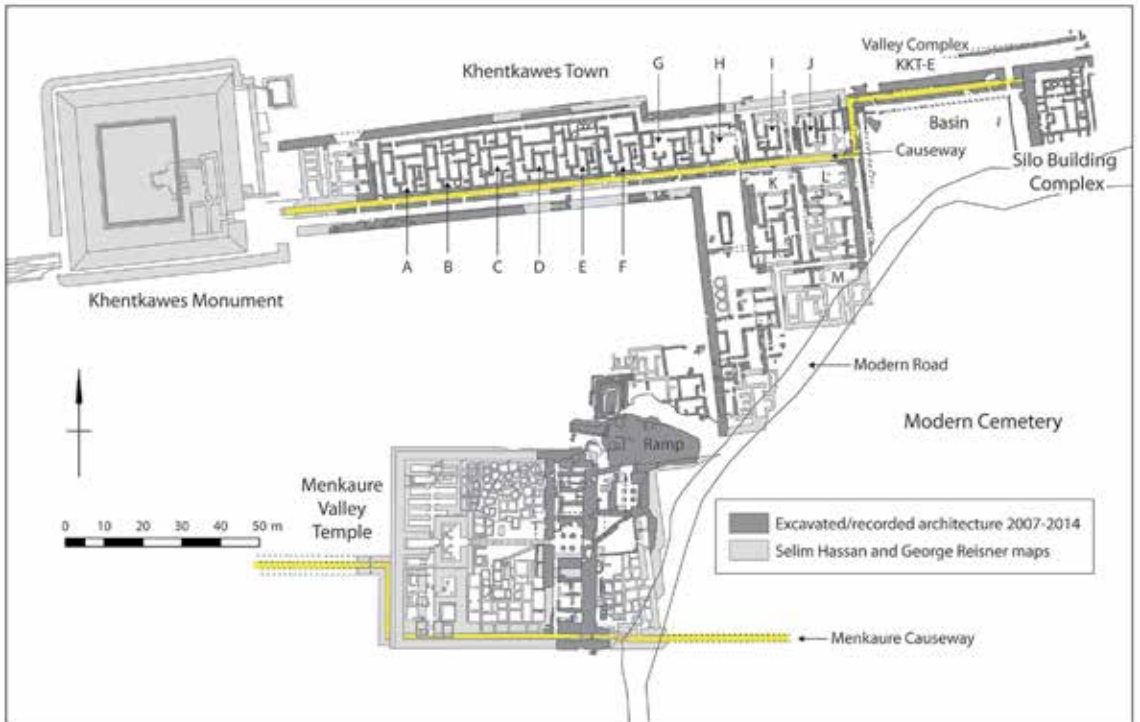 Valley Complex
KKT-E
Khentkawes Town
G
H
I
J
Basin
Causeway
Silo Building
Complex
K
L
A
B
C
D
E
F
M
Khentkawes Monument
Modern Road
Modern Cemetery
Ramp
Menkaure
Valley
Temple
0 10 20 30 40 50 m
Excavated/recorded architecture 2007-2014
Selim Hassan and George Reisner maps
Menkaure Causeway